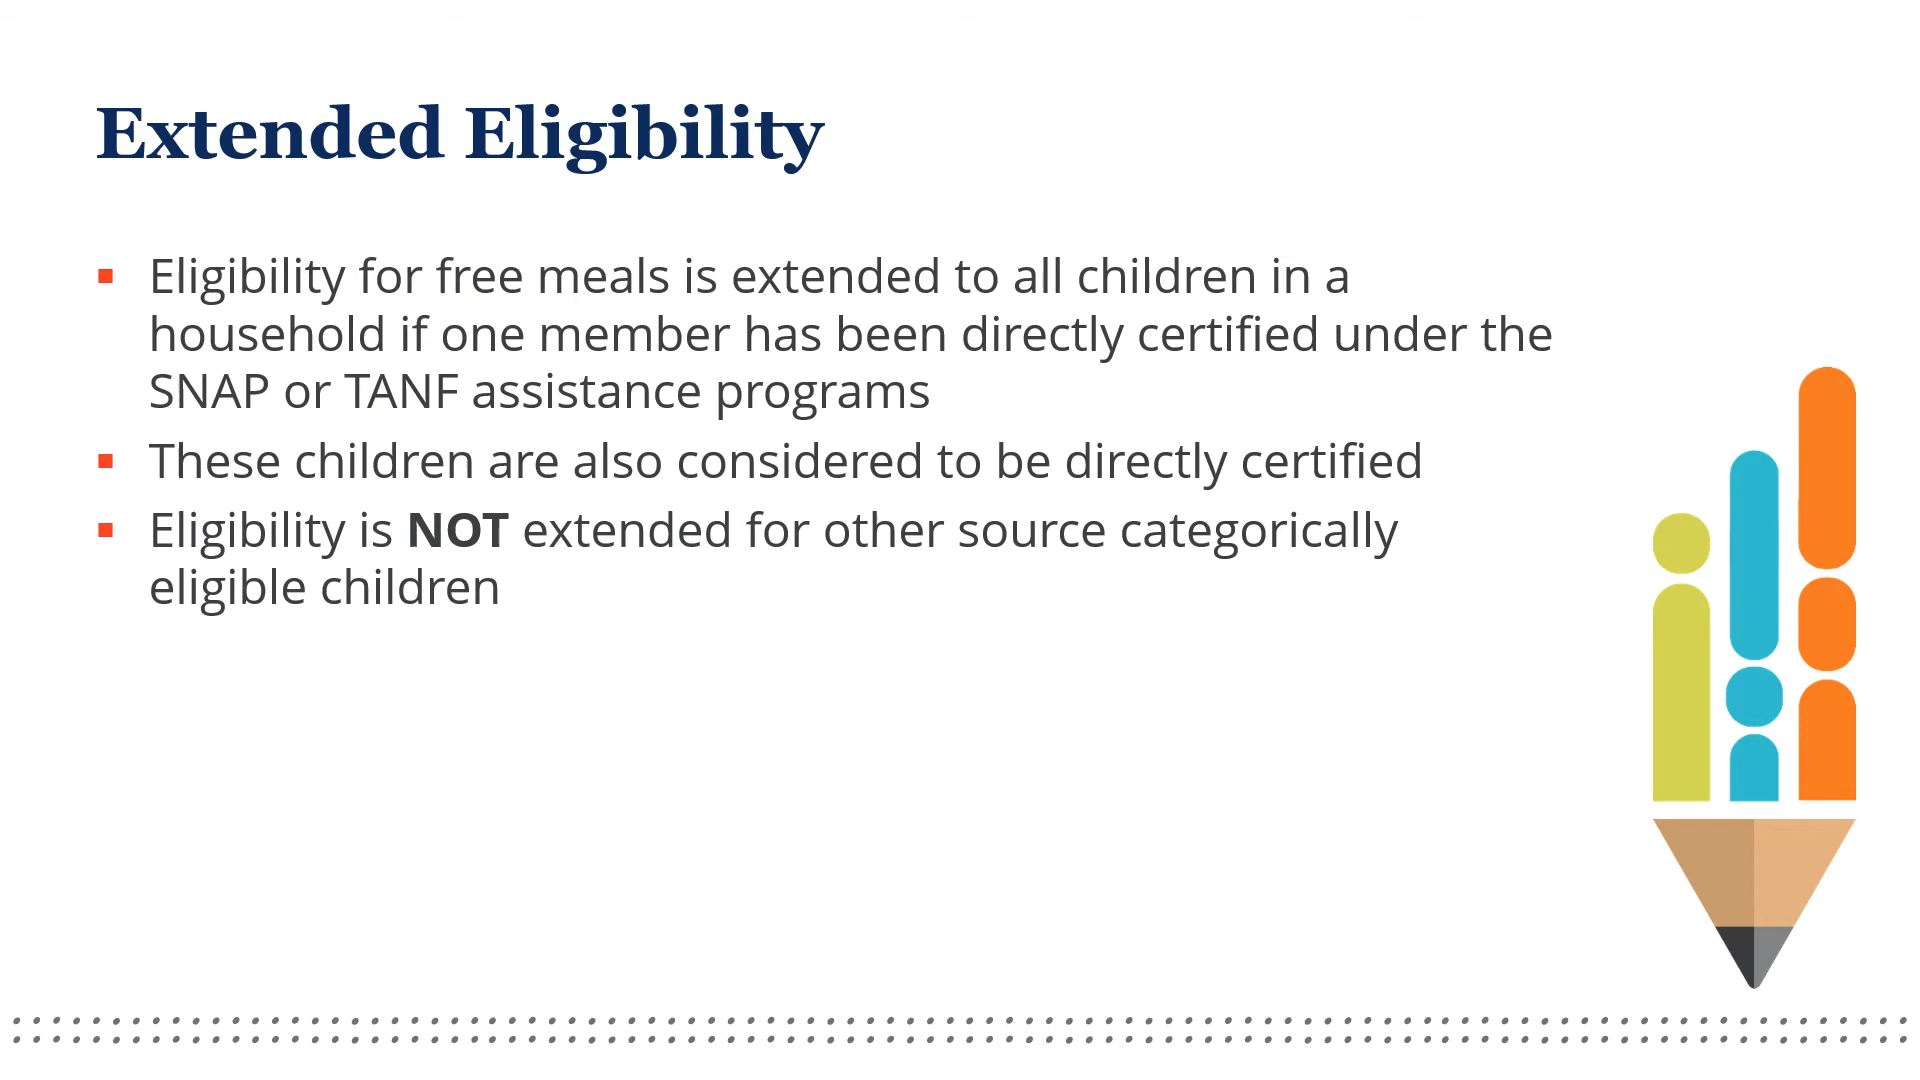 Extended Eligibility
▪ Eligibility for free meals is extended to all children in a
household if one member has been directly certified under the
SNAP or TANF assistance programs
▪ These children are also considered to be directly certified
▪ Eligibility is NOT extended for other source categorically
eligible children